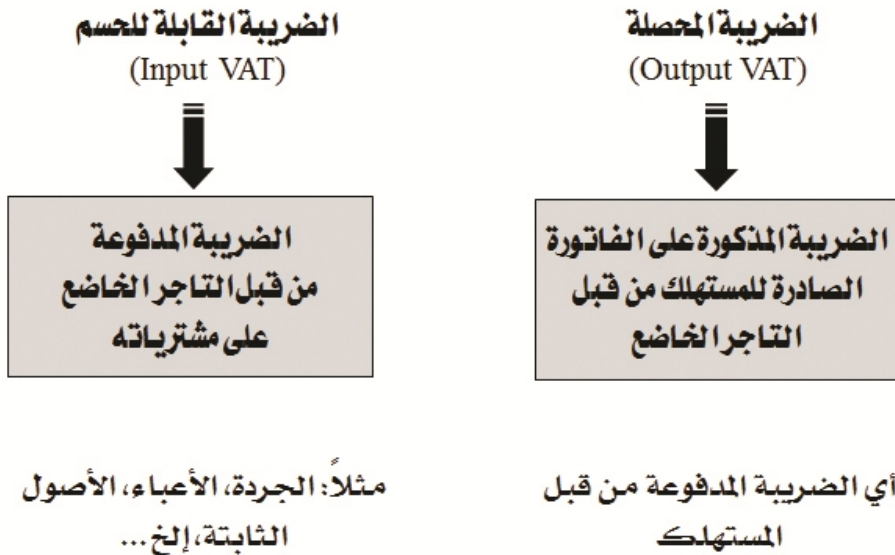 الضريبة المحصلة
(Output VAT)
الضريبة المذكورة على الفاتورة
الصادرة للمستهلك من قبل
التاجر الخاضع
أي الضريبة المدفوعة من قبل
المستهلك
الضريبة القابلة للحسم
(Input VAT)
الضريبة المدفوعة
من قبل التاجر الخاضع
على مشترياته
مثلاً: الجردة، الأعباء، الأصول
الثابتة، إلخ...